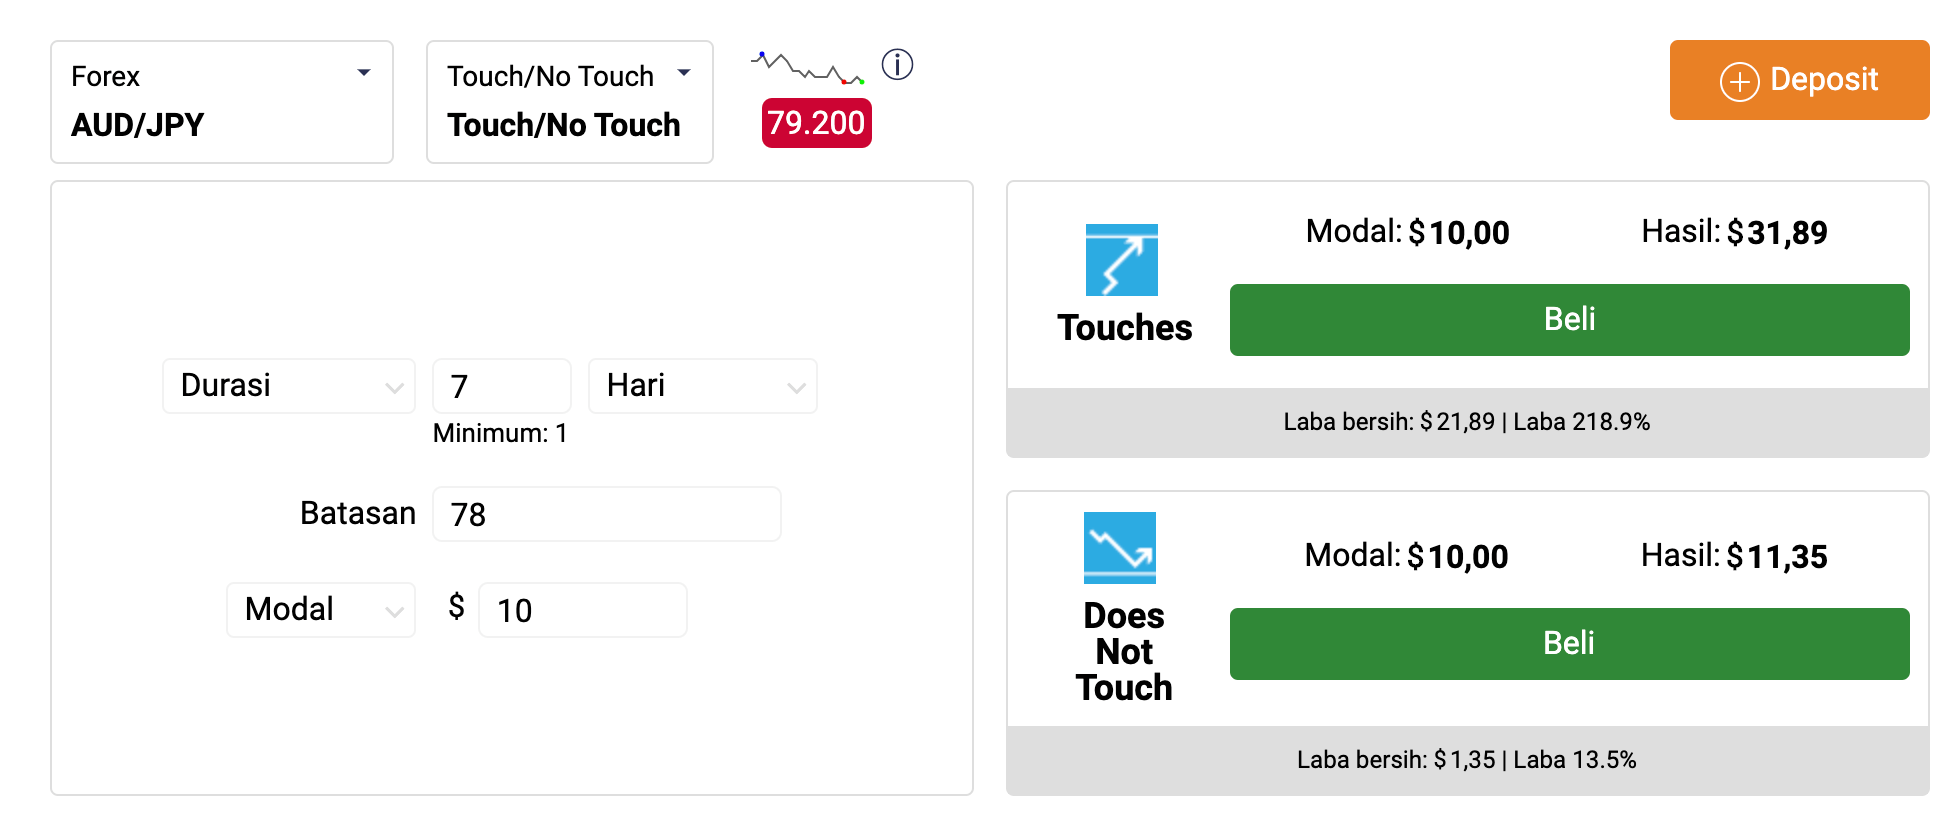 Forex
AUD/JPY
Touch/No Touch
Touch/No Touch
79.200
Deposit
Durasi
7
Hari
Minimum: 1
Batasan
78
Modal
$
10
Modal: $10,00
Hasil: $31,89
Touches
Beli
Laba bersih: $21,89 | Laba 218.9%
Modal: $10,00
Hasil: $11,35
Does
Not
Touch
Beli
Laba bersih: $1,35 | Laba 13.5%